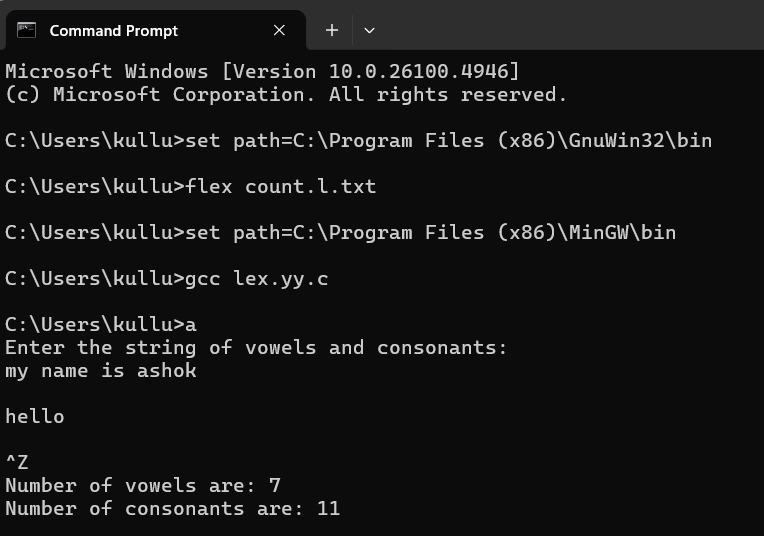 Command Prompt
Microsoft Windows [Version 10.0.26100.4946]
(c) Microsoft Corporation. All rights reserved.
C:\Users\kullu>set path=C:\Program Files (x86)\GnuWin32\bin
C:\Users\kullu>flex count.l.txt
C:\Users\kullu>set path=C:\Program Files (x86)\MinGW\bin
C:\Users\kullu>gcc lex.yy.c
C:\Users\kullu>a
Enter the string of vowels and consonants:
my name is ashok
hello
^Z
Number of vowels are: 7
Number of consonants are: 11